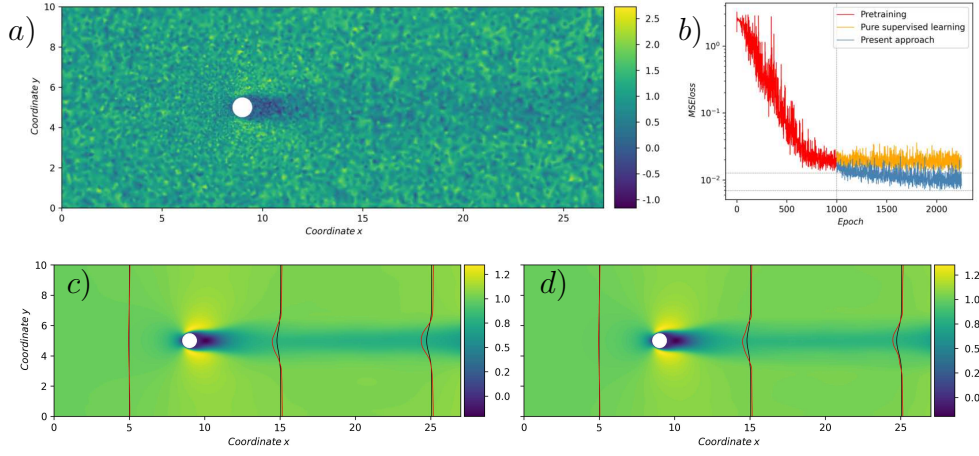 a)
10
8
6
4
2
0
Coordinate y
0 5 10 15 20 25
Coordinate x
2.5
2.0
1.5
1.0
0.5
0.0
-0.5
-1.0
b)
Pretraining
Pure supervised learning
Present approach
10⁰
10⁻¹
10⁻²
MSEloss
0 500 1000 1500 2000
Epoch
c)
10
8
6
4
2
0
Coordinate y
0 5 10 15 20 25
Coordinate x
1.2
1.0
0.8
0.5
0.2
0.0
d)
0 5 10 15 20 25
Coordinate x
1.2
1.0
0.8
0.5
0.2
0.0